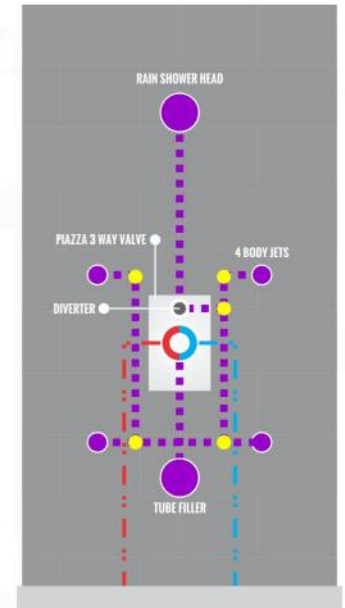 RAIN SHOWER HEAD
PIAZZA 3 WAY VALVE
4 BODY JETS
DIVERTER
TUBE FILLER